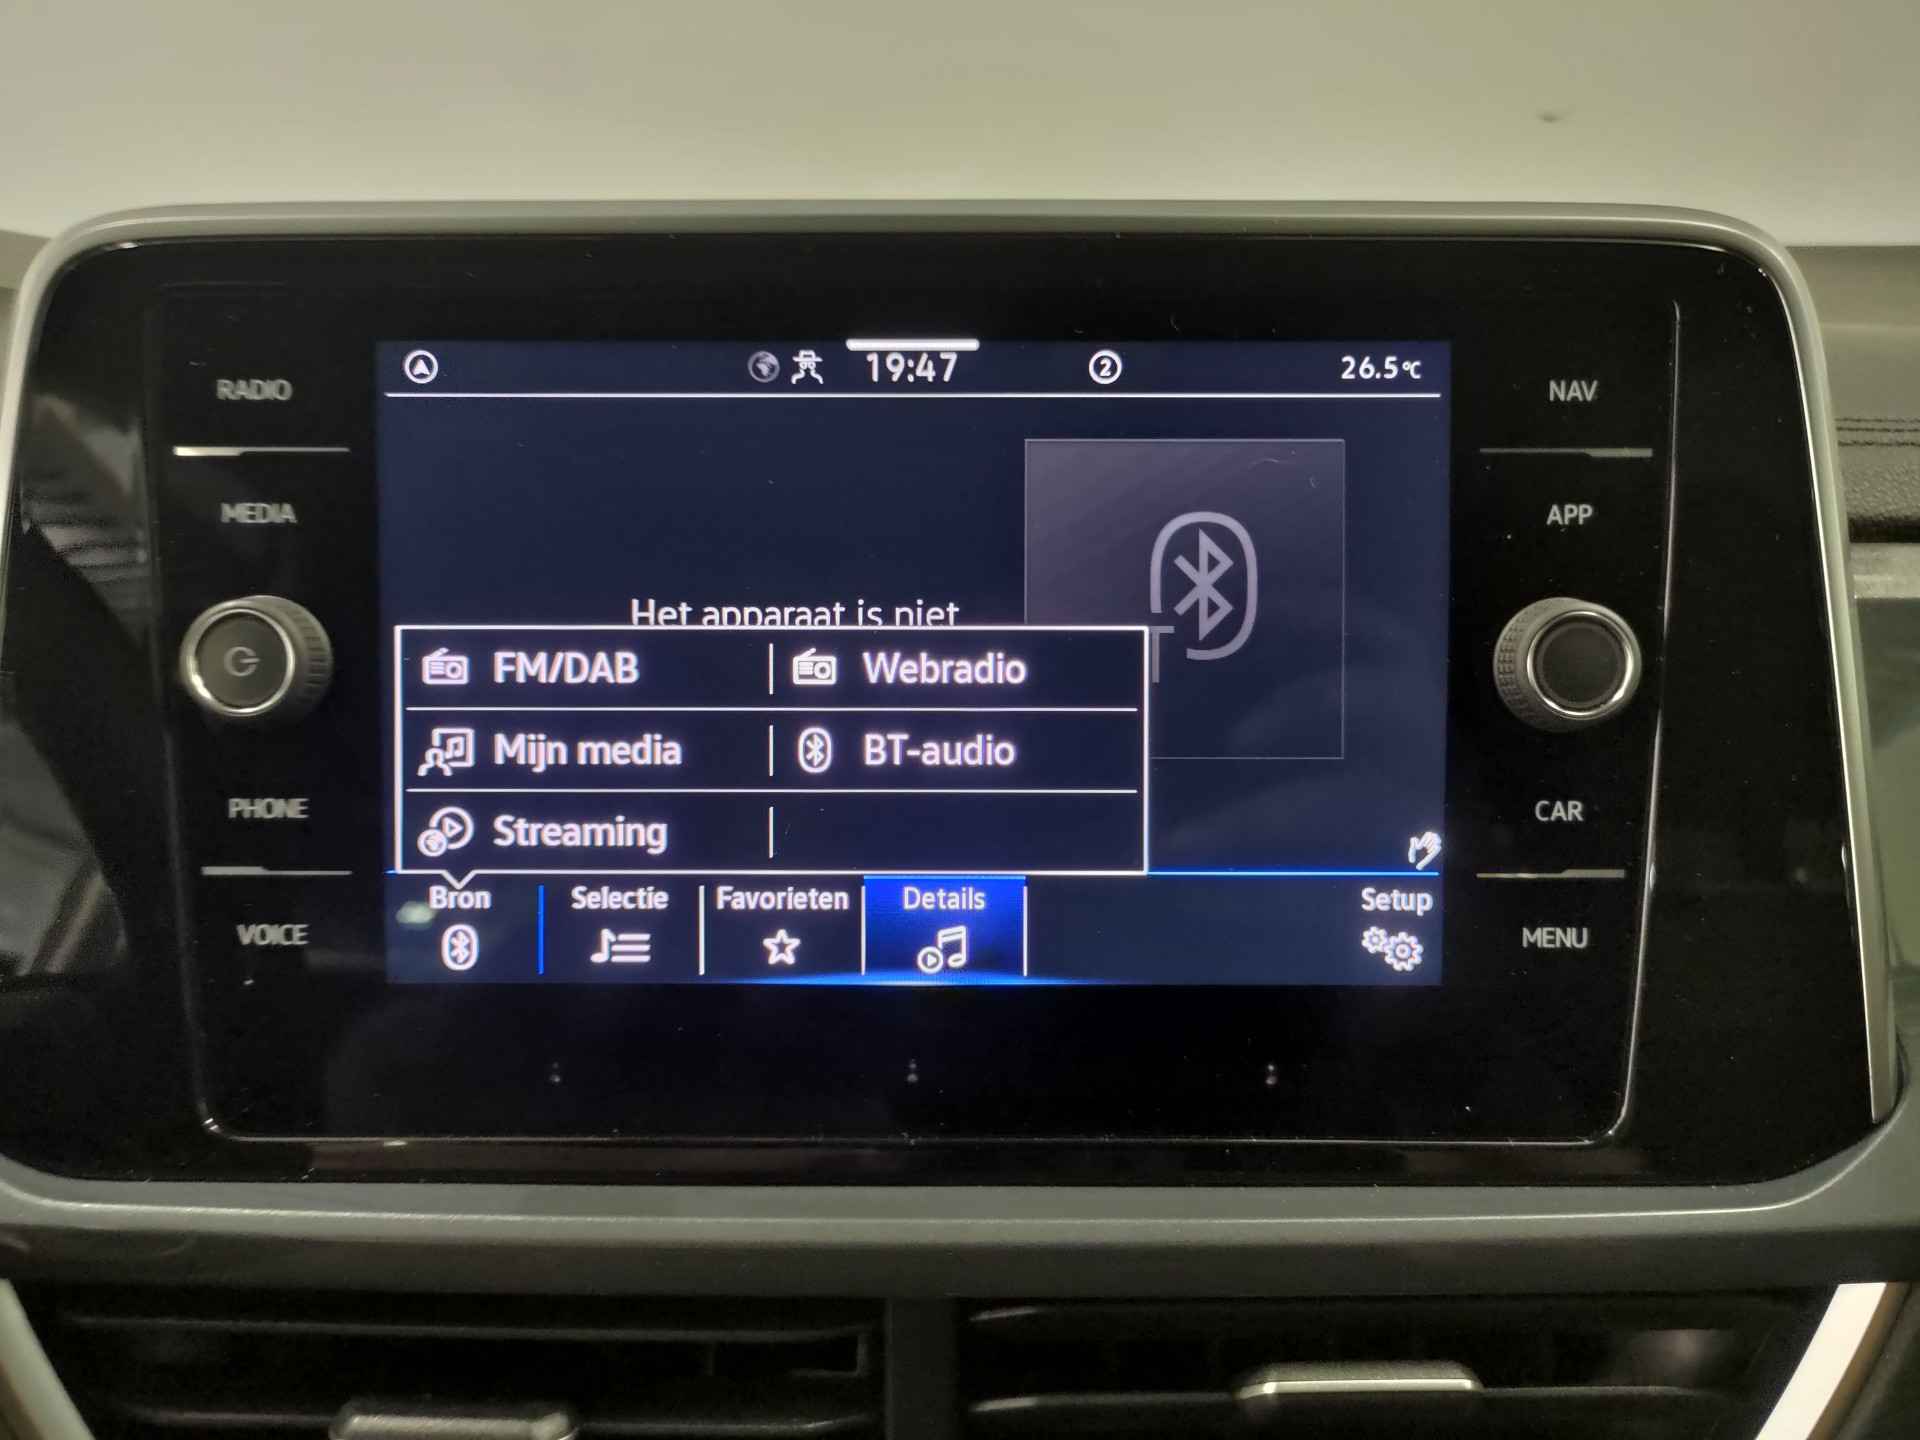 19:47
2
26.5°C
RADIO
MEDIA
PHONE
VOICE
NAV
APP
CAR
MENU
Het apparaat is niet
FM/DAB
Webradio
Mijn media
BT-audio
Streaming
Bron
Selectie
Favorieten
Details
Setup